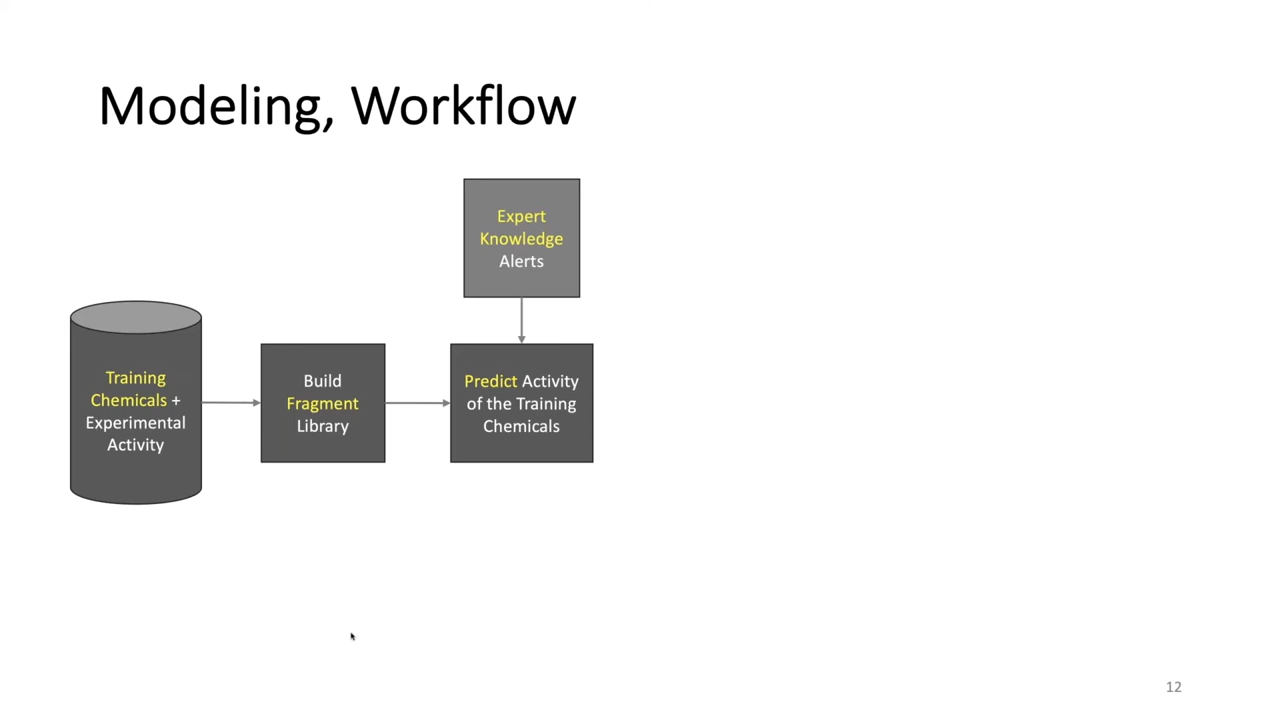 Modeling, Workflow
Expert
Knowledge
Alerts
Training
Chemicals +
Experimental
Activity
Build
Fragment
Library
Predict Activity
of the Training
Chemicals
12